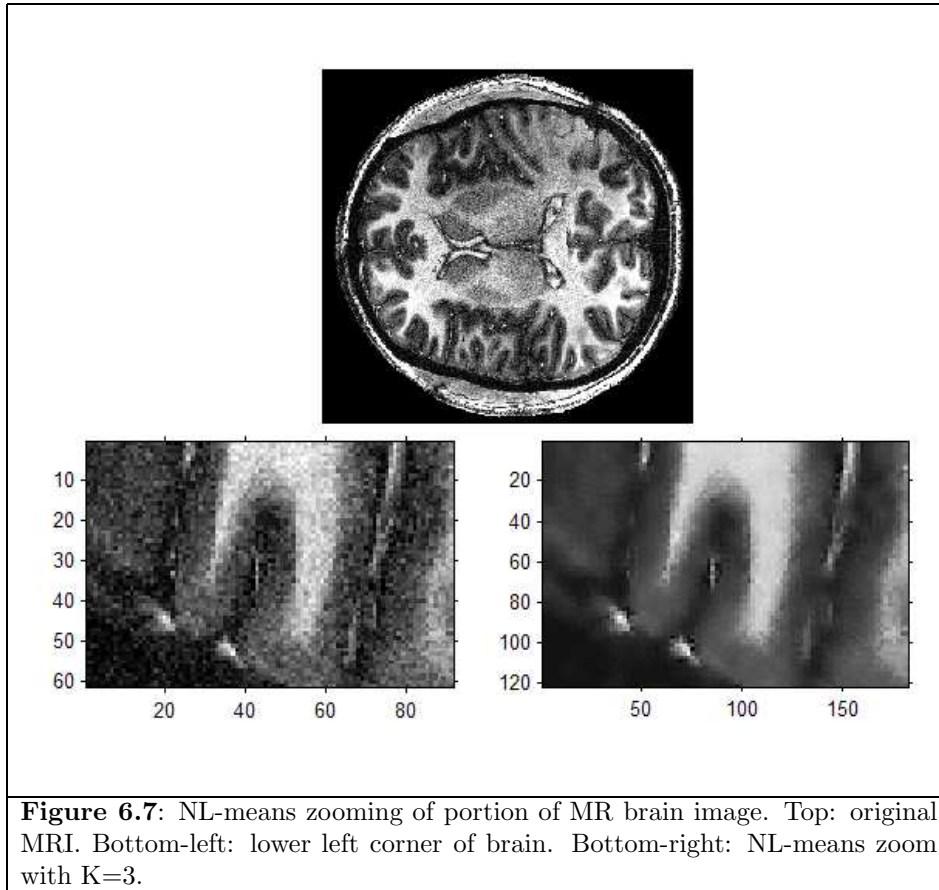 10
20
30
40
50
60
20 40 60 80
20
40
60
80
100
120
50 100 150
Figure 6.7: NL-means zooming of portion of MR brain image. Top: original
MRI. Bottom-left: lower left corner of brain. Bottom-right: NL-means zoom
with K=3.